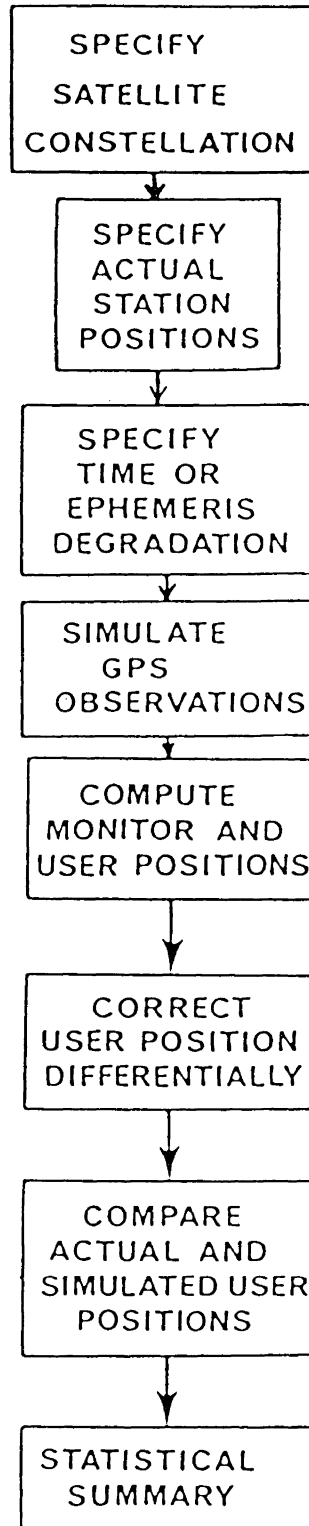 SPECIFY
SATELLITE
CONSTELLATION
SPECIFY
ACTUAL
STATION
POSITIONS
SPECIFY
TIME OR
EPHEMERIS
DEGRADATION
SIMULATE
GPS
OBSERVATIONS
COMPUTE
MONITOR AND
USER POSITIONS
CORRECT
USER POSITION
DIFFERENTIALLY
COMPARE
ACTUAL AND
SIMULATED USER
POSITIONS
STATISTICAL
SUMMARY